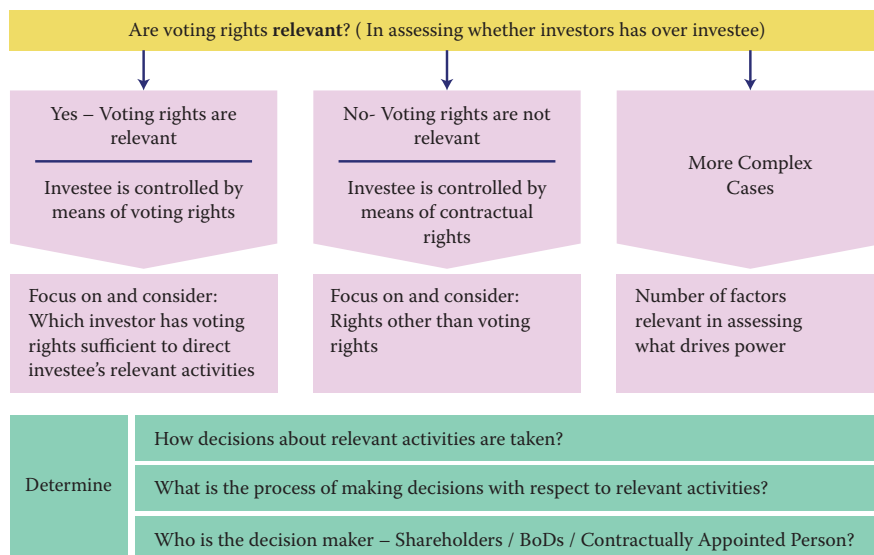 Are voting rights relevant? ( In assessing whether investors has over investee)
Yes – Voting rights are
relevant
Investee is controlled by
means of voting rights
No- Voting rights are not
relevant
Investee is controlled by
means of contractual
rights
More Complex
Cases
Focus on and consider:
Which investor has voting
rights sufficient to direct
investee's relevant activities
Focus on and consider:
Rights other than voting
rights
Number of factors
relevant in assessing
what drives power
Determine
How decisions about relevant activities are taken?
What is the process of making decisions with respect to relevant activities?
Who is the decision maker – Shareholders / BoDs / Contractually Appointed Person?